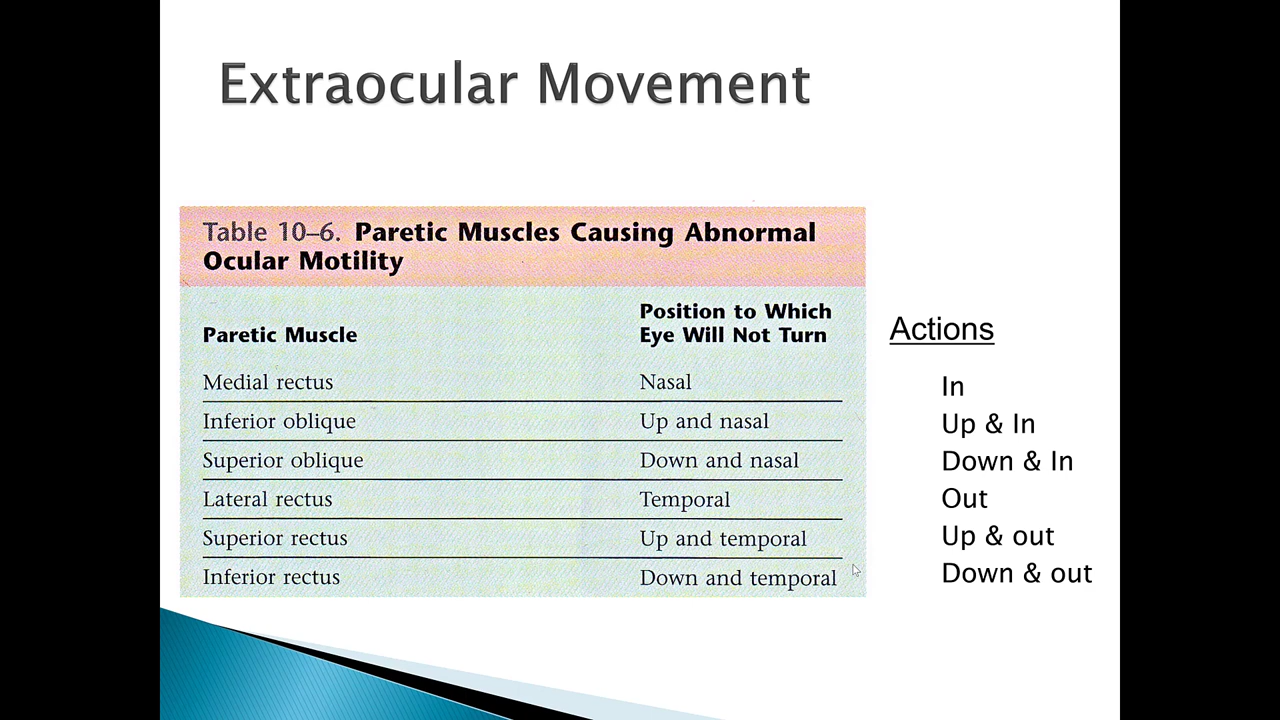 Extraocular Movement
Table 10–6. Paretic Muscles Causing Abnormal
Ocular Motility
Paretic Muscle
Position to Which
Eye Will Not Turn
Actions
Medial rectus Nasal In
Inferior oblique Up and nasal Up & In
Superior oblique Down and nasal Down & In
Lateral rectus Temporal Out
Superior rectus Up and temporal Up & out
Inferior rectus Down and temporal Down & out